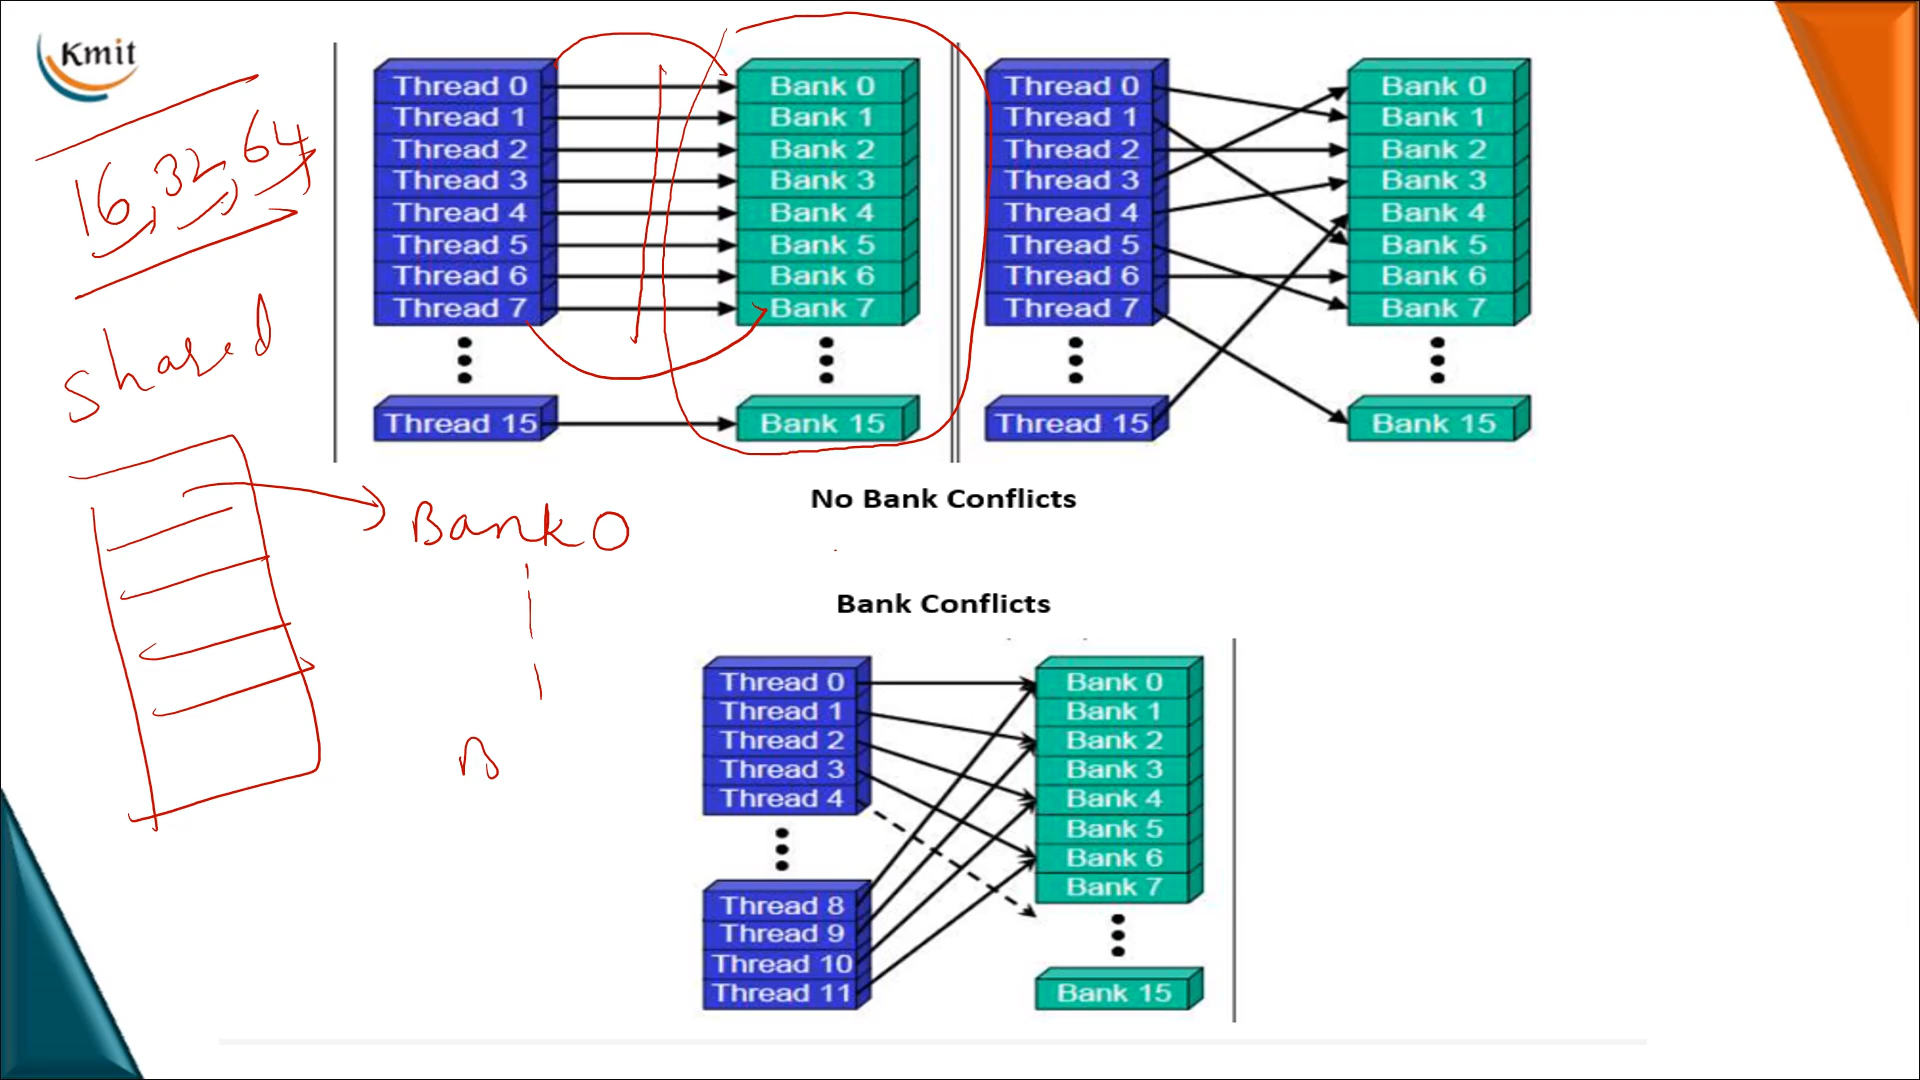 Kmit
16, 32, 64
shared
Bank 0
B
Thread 0
Thread 1
Thread 2
Thread 3
Thread 4
Thread 5
Thread 6
Thread 7
Thread 15
Bank 0
Bank 1
Bank 2
Bank 3
Bank 4
Bank 5
Bank 6
Bank 7
Bank 15
Thread 0
Thread 1
Thread 2
Thread 3
Thread 4
Thread 5
Thread 6
Thread 7
Thread 15
Bank 0
Bank 1
Bank 2
Bank 3
Bank 4
Bank 5
Bank 6
Bank 7
Bank 15
No Bank Conflicts
Bank Conflicts
Thread 0
Thread 1
Thread 2
Thread 3
Thread 4
Thread 8
Thread 9
Thread 10
Thread 11
Bank 0
Bank 1
Bank 2
Bank 3
Bank 4
Bank 5
Bank 6
Bank 7
Bank 15